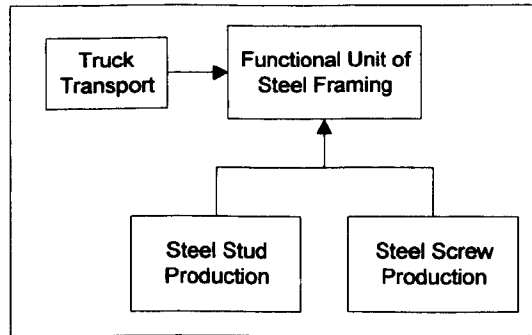 Truck
Transport
Functional Unit of
Steel Framing
Steel Stud
Production
Steel Screw
Production